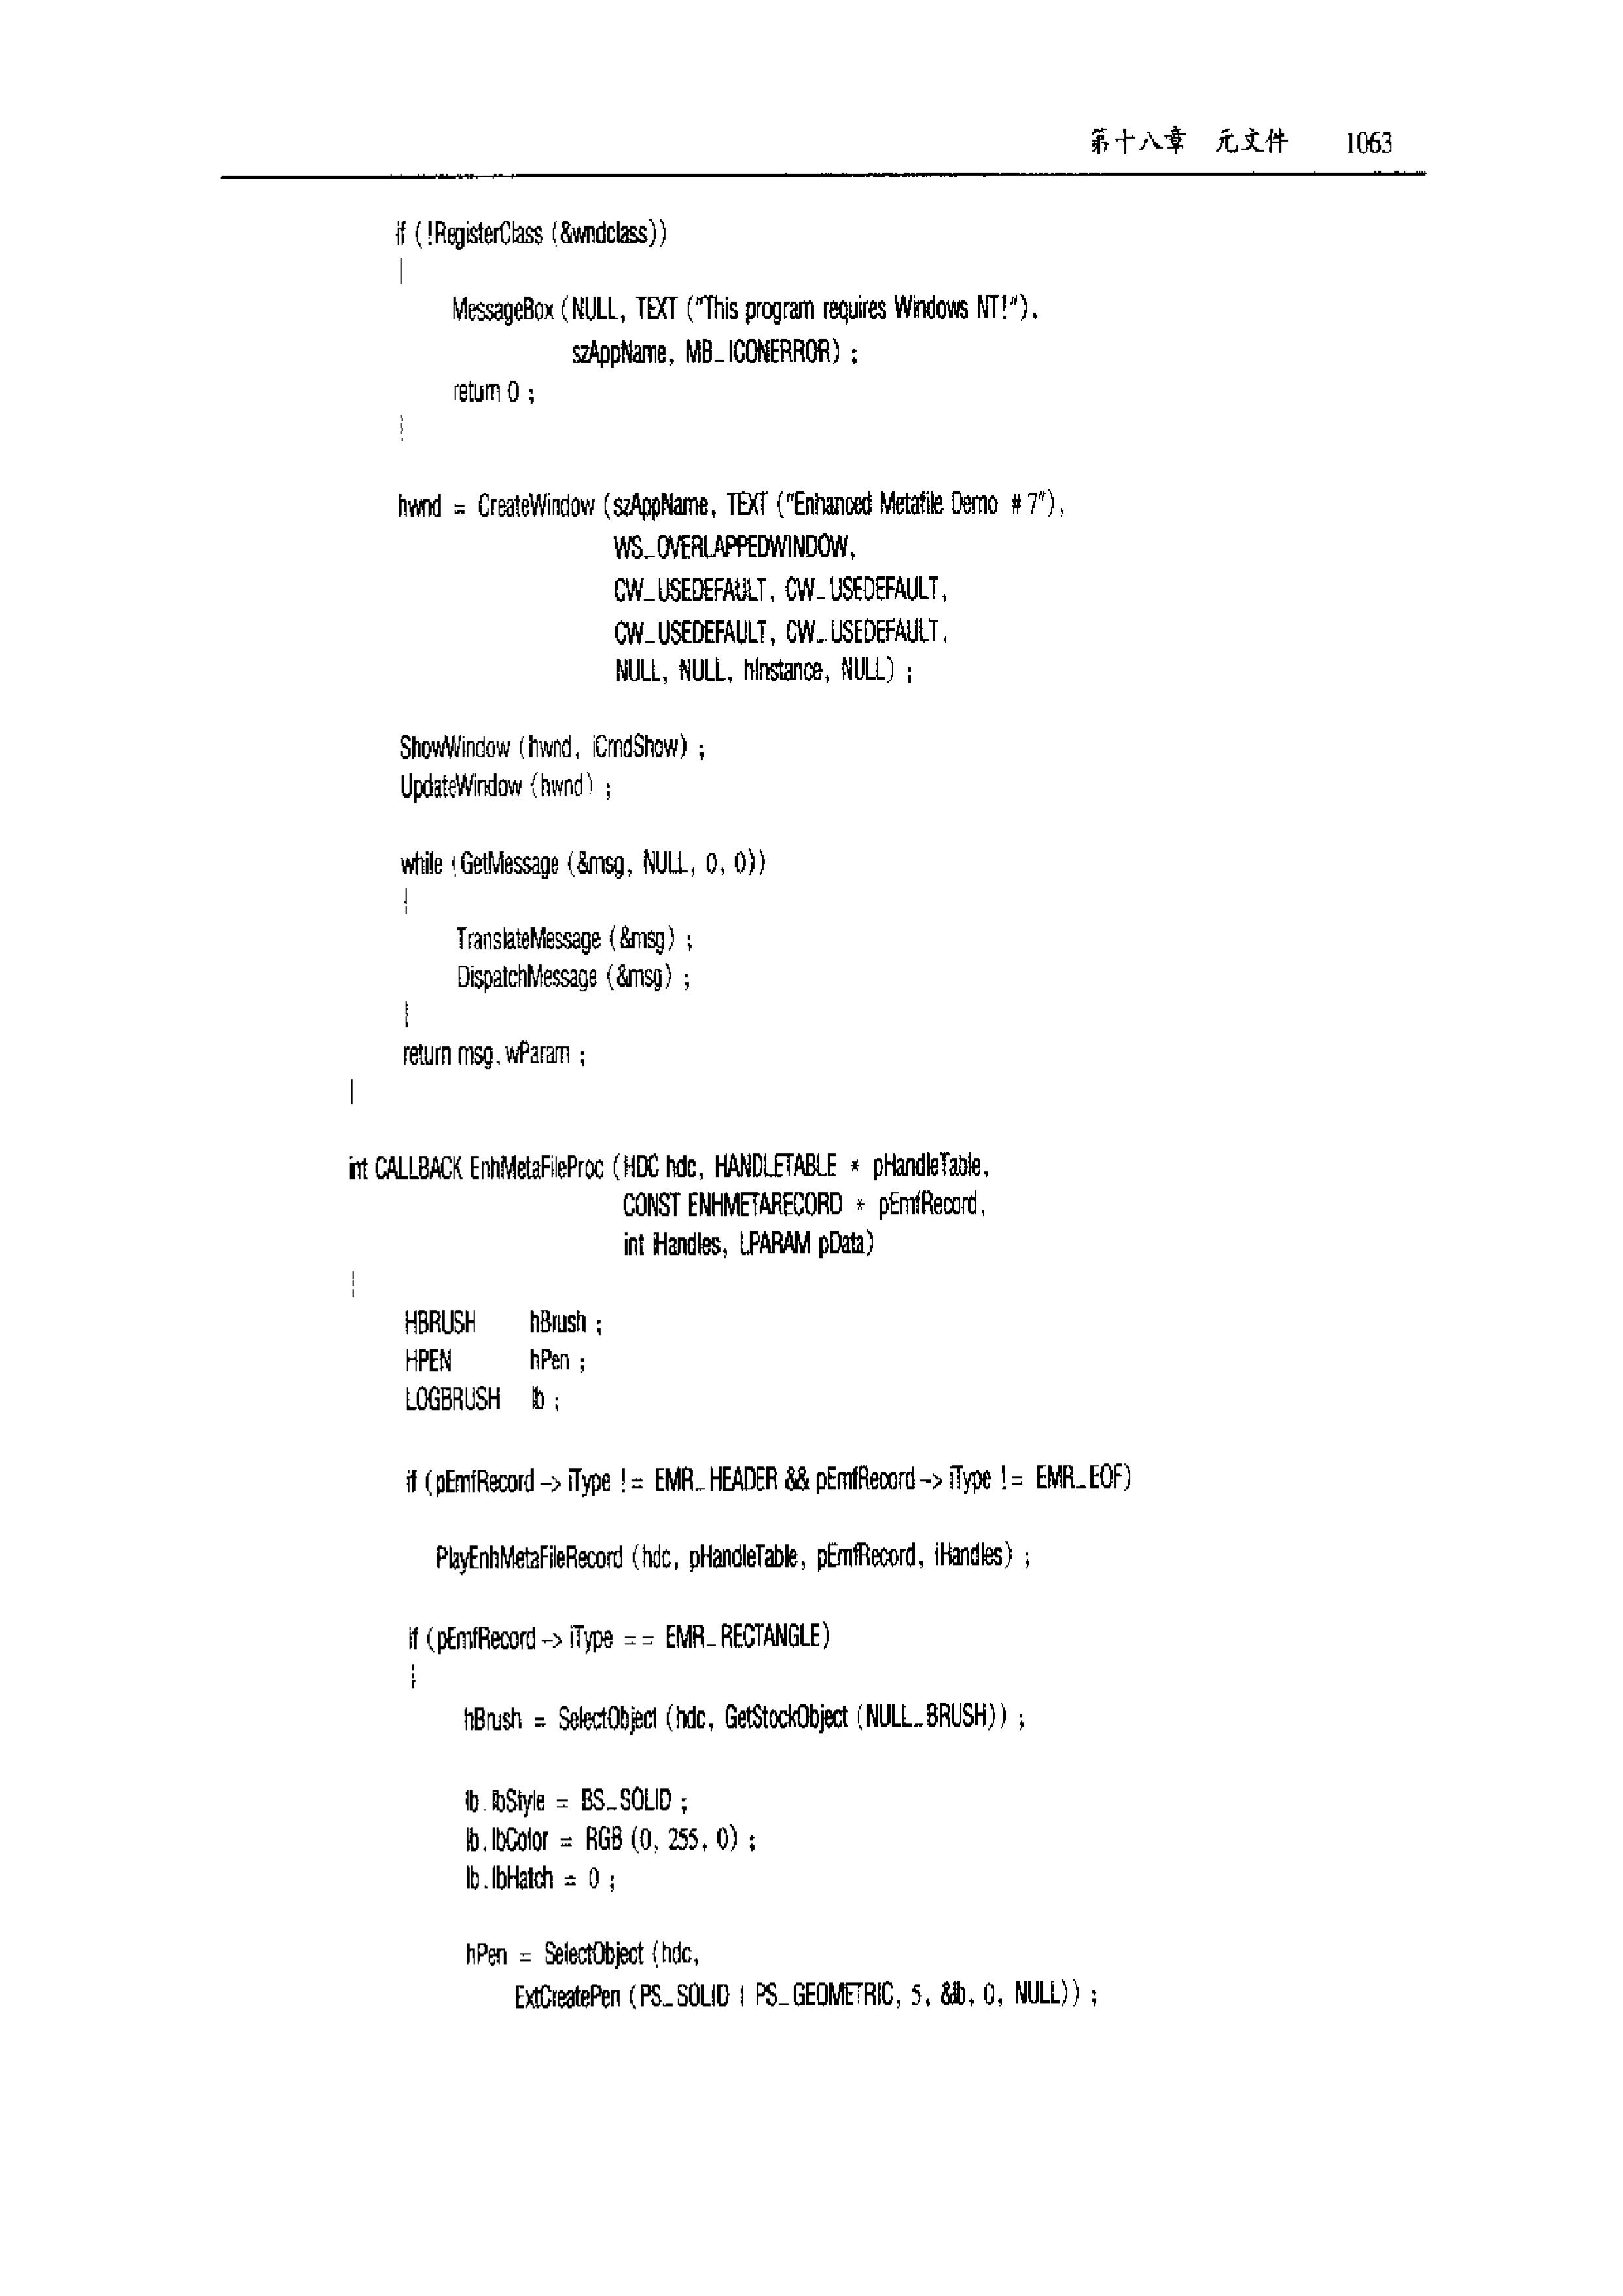 第十八章 元文件 1063
if (!RegisterClass (&wndclass))
{
MessageBox (NULL, TEXT ("This program requires Windows NT!"),
szAppName, MB_ICONERROR) ;
return 0 ;
}
hwnd = CreateWindow (szAppName, TEXT ("Enhanced Metafile Demo #7"),
WS_OVERLAPPEDWINDOW,
CW_USEDEFAULT, CW_USEDEFAULT,
CW_USEDEFAULT, CW_USEDEFAULT,
NULL, NULL, hInstance, NULL) ;
ShowWindow (hwnd, iCmdShow) ;
UpdateWindow (hwnd) ;
while (GetMessage (&msg, NULL, 0, 0))
{
TranslateMessage (&msg) ;
DispatchMessage (&msg) ;
}
return msg.wParam ;
}
int CALLBACK EnhMetaFileProc (HDC hdc, HANDLETABLE * pHandleTable,
CONST ENHMETARECORD * pEmfRecord,
int iHandles, LPARAM pData)
{
HBRUSH hBrush ;
HPEN hPen ;
LOGBRUSH lb ;
if (pEmfRecord->iType != EMR_HEADER && pEmfRecord->iType != EMR_EOF)
PlayEnhMetaFileRecord (hdc, pHandleTable, pEmfRecord, iHandles) ;
if (pEmfRecord->iType == EMR_RECTANGLE)
{
hBrush = SelectObject (hdc, GetStockObject (NULL_BRUSH)) ;
lb.lbStyle = BS_SOLID ;
lb.lbColor = RGB (0, 255, 0) ;
lb.lbHatch = 0 ;
hPen = SelectObject (hdc,
ExtCreatePen (PS_SOLID | PS_GEOMETRIC, 5, &lb, 0, NULL)) ;